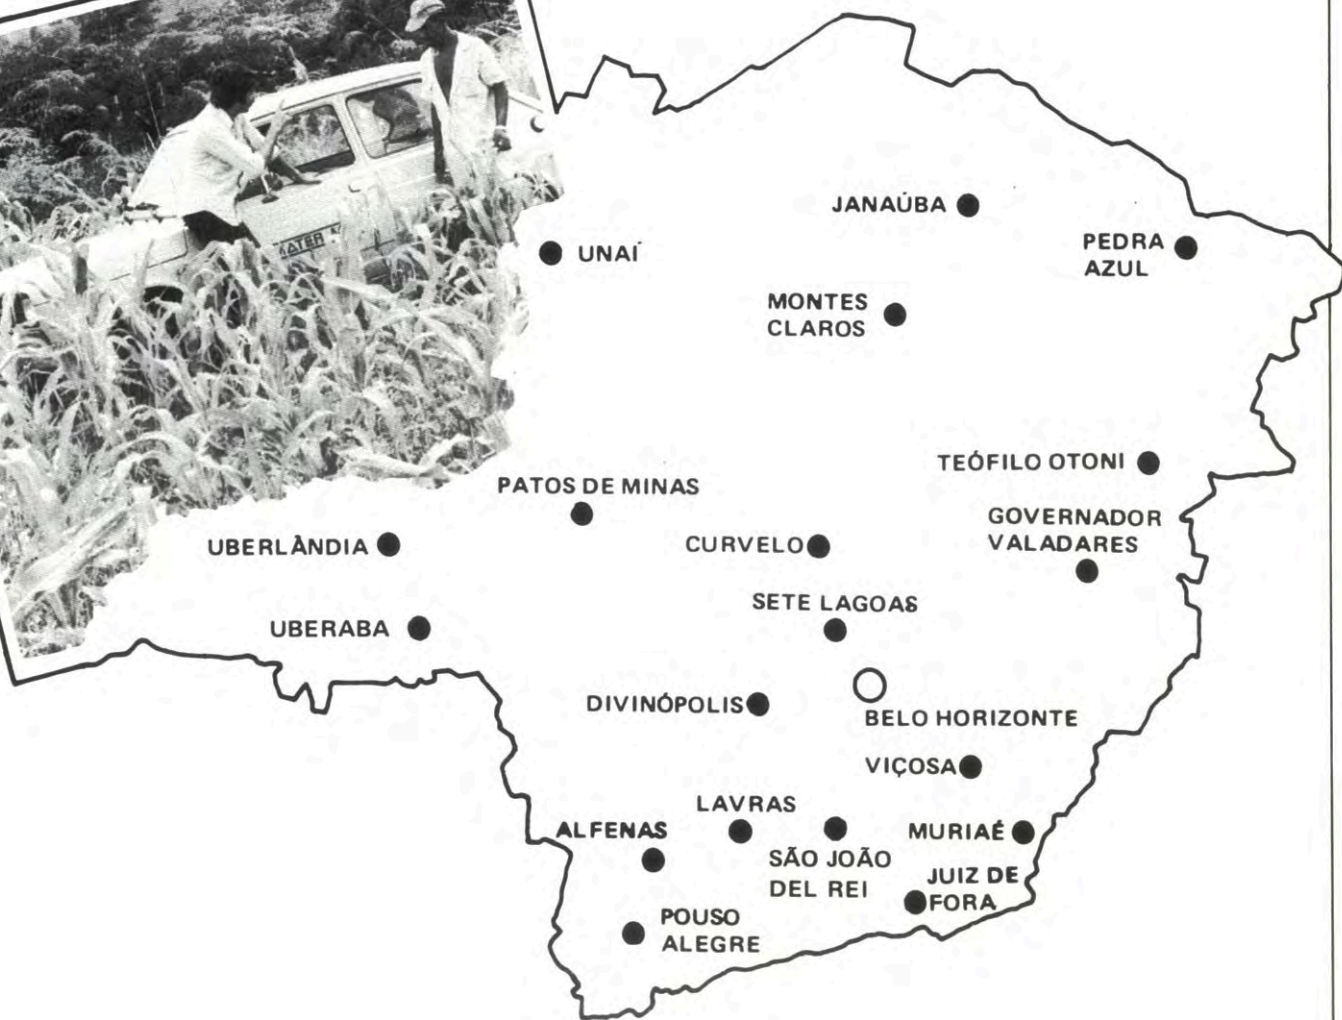 JANAÚBA
UNAÍ
PEDRA
AZUL
MONTES
CLAROS
TEÓFILO OTONI
PATOS DE MINAS
GOVERNADOR
VALADARES
UBERLÂNDIA
CURVELO
SETE LAGOAS
UBERABA
DIVINÓPOLIS
BELO HORIZONTE
VIÇOSA
LAVRAS
ALFENAS
MURIAÉ
SÃO JOÃO
DEL REI
JUIZ DE
FORA
POUSO
ALEGRE